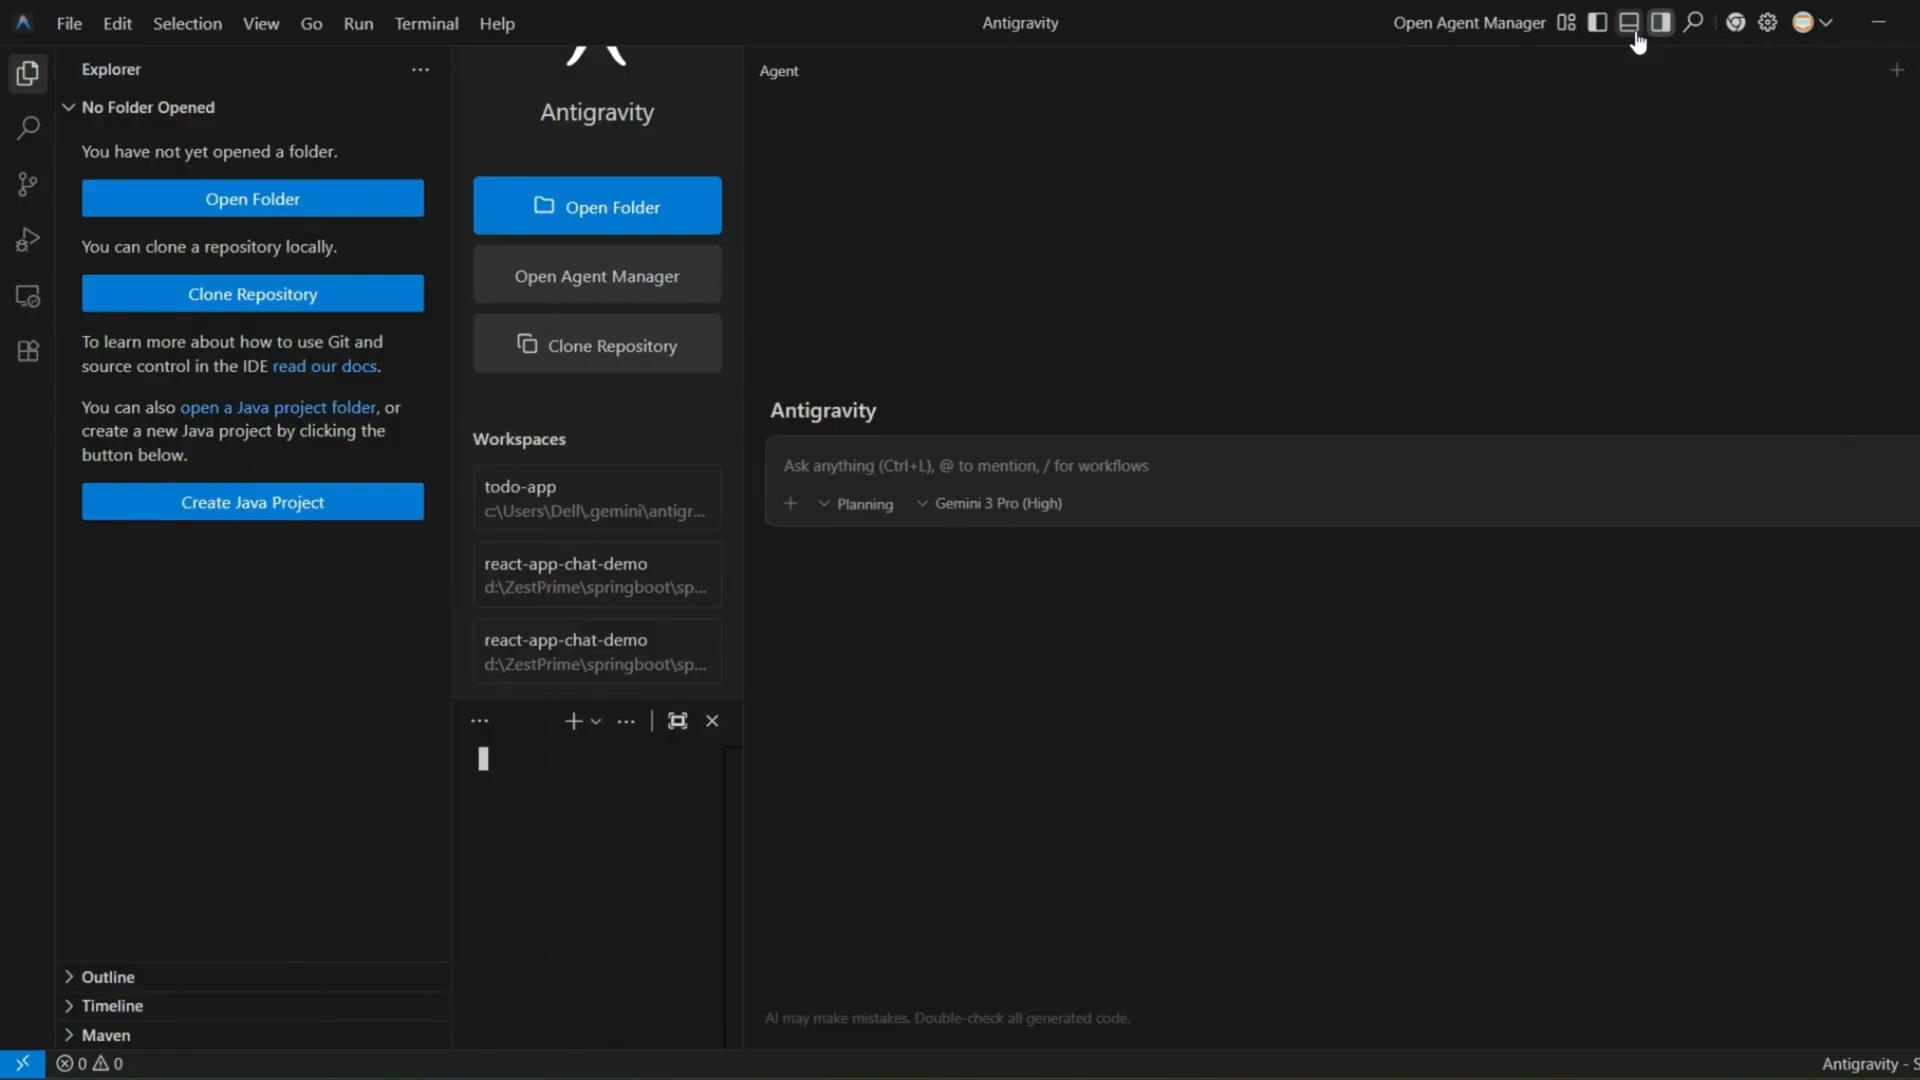 File Edit Selection View Go Run Terminal Help
Antigravity
Open Agent Manager
Explorer
No Folder Opened
You have not yet opened a folder.
Open Folder
You can clone a repository locally.
Clone Repository
To learn more about how to use Git and
source control in the IDE read our docs.
You can also open a Java project folder, or
create a new Java project by clicking the
button below.
Create Java Project
Outline
Timeline
Maven
Antigravity
Open Folder
Open Agent Manager
Clone Repository
Workspaces
todo-app
c:\Users\Dell\.gemini\antigr...
react-app-chat-demo
d:\ZestPrime\springboot\sp...
react-app-chat-demo
d:\ZestPrime\springboot\sp...
Agent
Antigravity
Ask anything (Ctrl+L), @ to mention, / for workflows
Planning Gemini 3 Pro (High)
AI may make mistakes. Double-check all generated code.
0 0
Antigravity - S